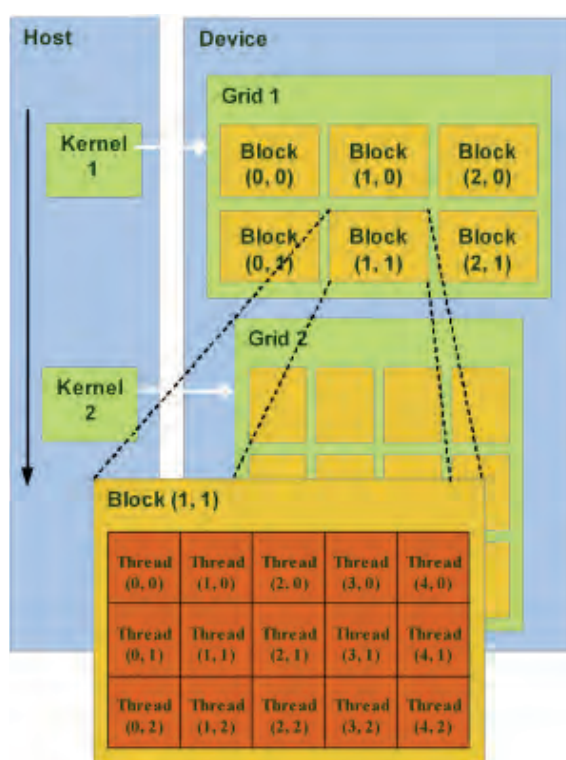 Host
Device
Grid 1
Kernel
1
Block
(0, 0)
Block
(1, 0)
Block
(2, 0)
Block
(0, 1)
Block
(1, 1)
Block
(2, 1)
Grid 2
Kernel
2
Block (1, 1)
Thread
(0, 0)
Thread
(1, 0)
Thread
(2, 0)
Thread
(3, 0)
Thread
(4, 0)
Thread
(0, 1)
Thread
(1, 1)
Thread
(2, 1)
Thread
(3, 1)
Thread
(4, 1)
Thread
(0, 2)
Thread
(1, 2)
Thread
(2, 2)
Thread
(3, 2)
Thread
(4, 2)